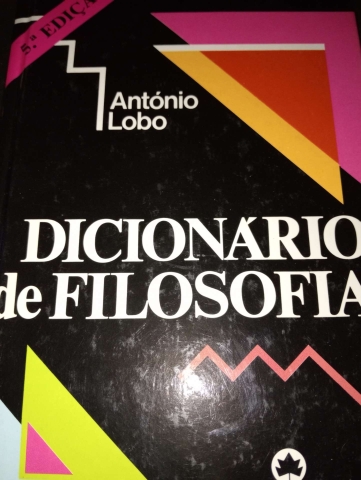 5.ª EDIÇÃ
António
Lobo
DICIONÁRIO
de FILOSOFIA